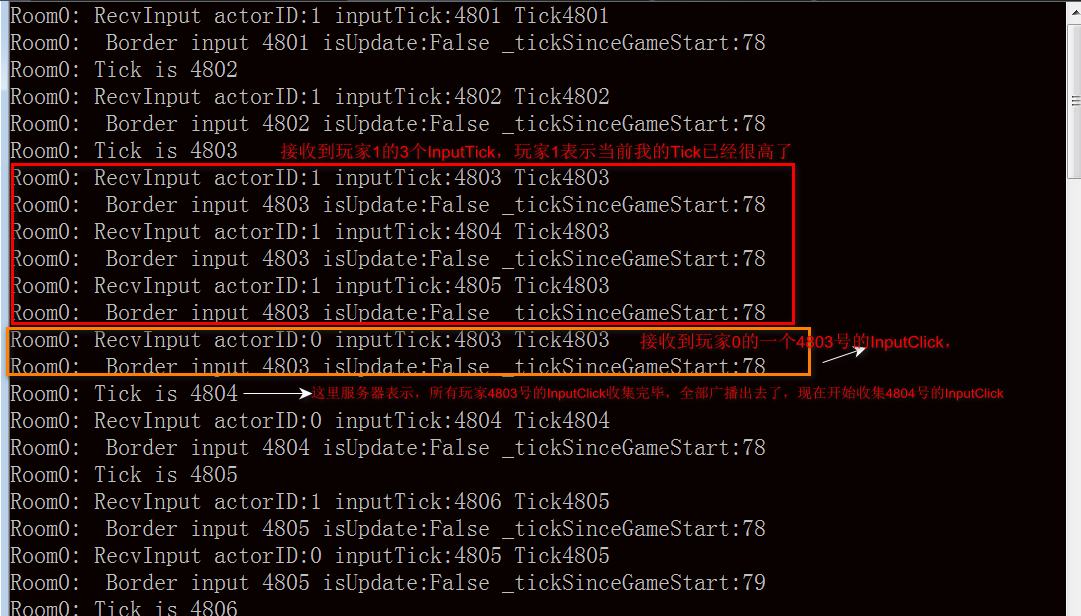 Room0: RecvInput actorID:1 inputTick:4801 Tick4801
Room0:  Border input 4801 isUpdate:False _tickSinceGameStart:78
Room0: Tick is 4802
Room0: RecvInput actorID:1 inputTick:4802 Tick4802
Room0:  Border input 4802 isUpdate:False _tickSinceGameStart:78
Room0: Tick is 4803 接收到玩家1的3个InputTick，玩家1表示当前我的Tick已经很高了
Room0: RecvInput actorID:1 inputTick:4803 Tick4803
Room0:  Border input 4803 isUpdate:False _tickSinceGameStart:78
Room0: RecvInput actorID:1 inputTick:4804 Tick4803
Room0:  Border input 4803 isUpdate:False _tickSinceGameStart:78
Room0: RecvInput actorID:1 inputTick:4805 Tick4803
Room0:  Border input 4803 isUpdate:False _tickSinceGameStart:78
Room0: RecvInput actorID:0 inputTick:4803 Tick4803 接收到玩家0的一个4803号的InputClick，
Room0:  Border input 4803 isUpdate:False _tickSinceGameStart:78
Room0: Tick is 4804 这里服务器表示，所有玩家4803号的InputClick收集完毕，全部广播出去了，现在开始收集4804号的InputClick
Room0: RecvInput actorID:0 inputTick:4804 Tick4804
Room0:  Border input 4804 isUpdate:False _tickSinceGameStart:78
Room0: Tick is 4805
Room0: RecvInput actorID:1 inputTick:4806 Tick4805
Room0:  Border input 4805 isUpdate:False _tickSinceGameStart:78
Room0: RecvInput actorID:0 inputTick:4805 Tick4805
Room0:  Border input 4805 isUpdate:False _tickSinceGameStart:79
Room0: Tick is 4806